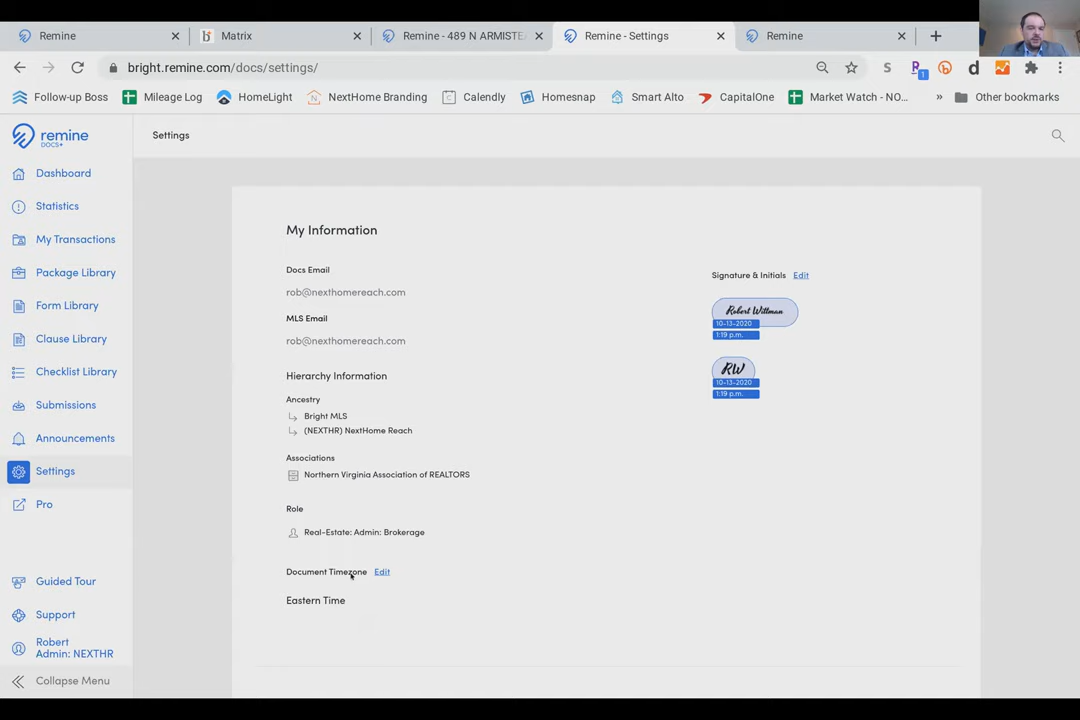 Remine
Matrix
Remine - 489 N ARMISTEA
Remine - Settings
Remine
bright.remine.com/docs/settings/
Follow-up Boss
Mileage Log
HomeLight
NextHome Branding
Calendly
Homesnap
Smart Alto
CapitalOne
Market Watch - NO...
Other bookmarks
remine
DOCS+
Settings
Dashboard
Statistics
My Transactions
Package Library
Form Library
Clause Library
Checklist Library
Submissions
Announcements
Settings
Pro
Guided Tour
Support
Robert
Admin: NEXTHR
Collapse Menu
My Information
Docs Email
rob@nexthomereach.com
MLS Email
rob@nexthomereach.com
Hierarchy Information
Ancestry
Bright MLS
(NEXTHR) NextHome Reach
Associations
Northern Virginia Association of REALTORS
Role
Real-Estate: Admin: Brokerage
Document Timezone Edit
Eastern Time
Signature & Initials Edit
Robert Wittman
10-13-2020
1:19 p.m.
RW
10-13-2020
1:19 p.m.